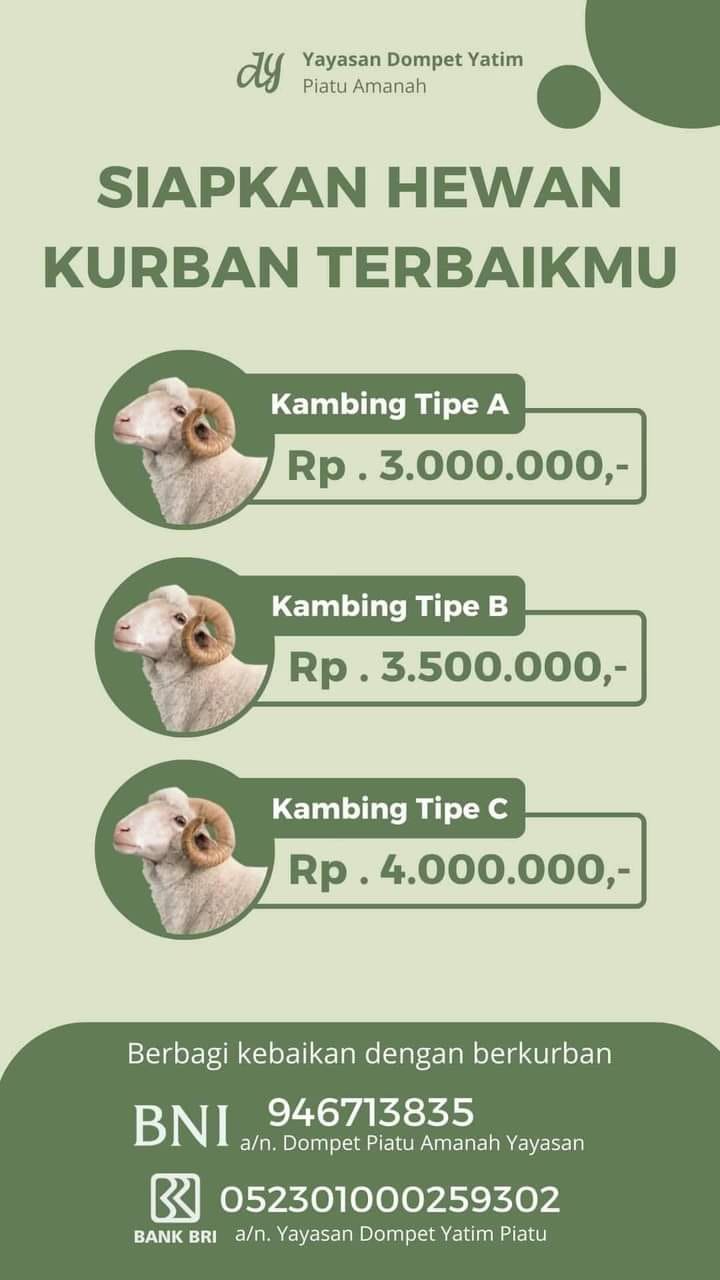 dy
Yayasan Dompet Yatim
Piatu Amanah
SIAPKAN HEWAN
KURBAN TERBAIKMU
Kambing Tipe A
Rp . 3.000.000,-
Kambing Tipe B
Rp . 3.500.000,-
Kambing Tipe C
Rp . 4.000.000,-
Berbagi kebaikan dengan berkurban
BNI 946713835
a/n. Dompet Piatu Amanah Yayasan
052301000259302
BANK BRI a/n. Yayasan Dompet Yatim Piatu